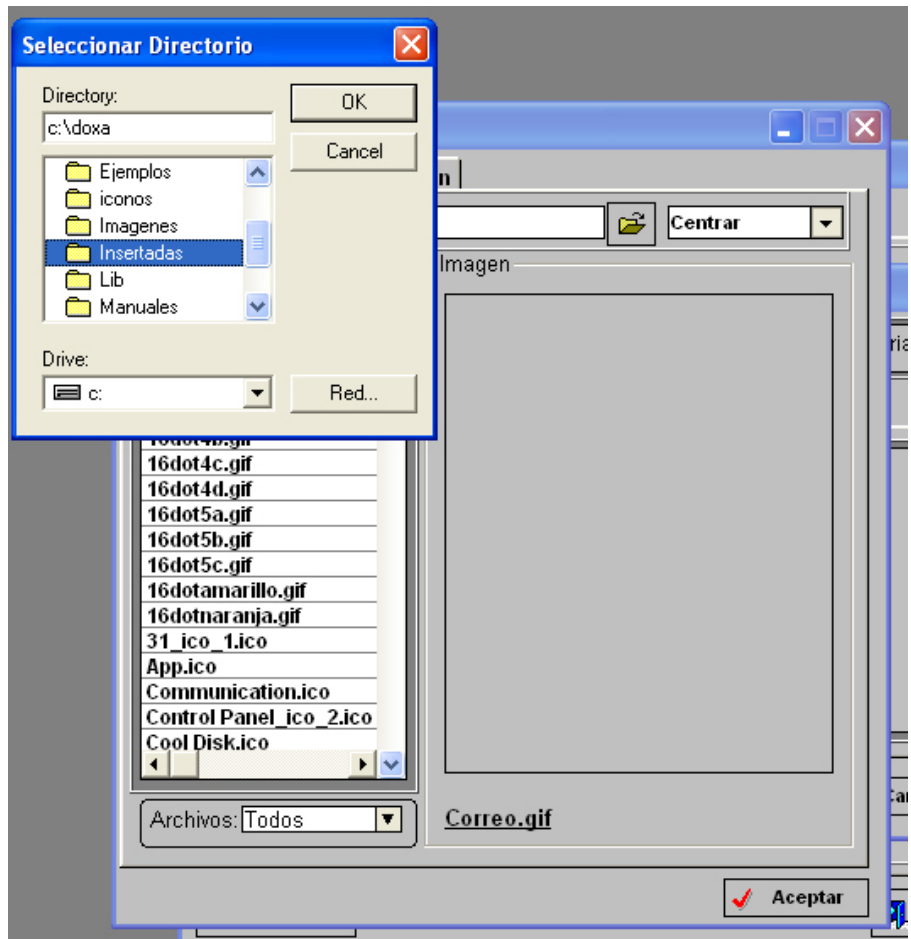 Seleccionar Directorio
Directory:
OK
c:\doxa
Cancel
Ejemplos
iconos
Imagenes
Insertadas
Lib
Manuales
Drive:
c:
Red...
n
Centrar
Imagen
16dot4b.gif
16dot4c.gif
16dot4d.gif
16dot5a.gif
16dot5b.gif
16dot5c.gif
16dotamarillo.gif
16dotnaranja.gif
31_ico_1.ico
App.ico
Communication.ico
Control Panel_ico_2.ico
Cool Disk.ico
Archivos: Todos
Correo.gif
Aceptar